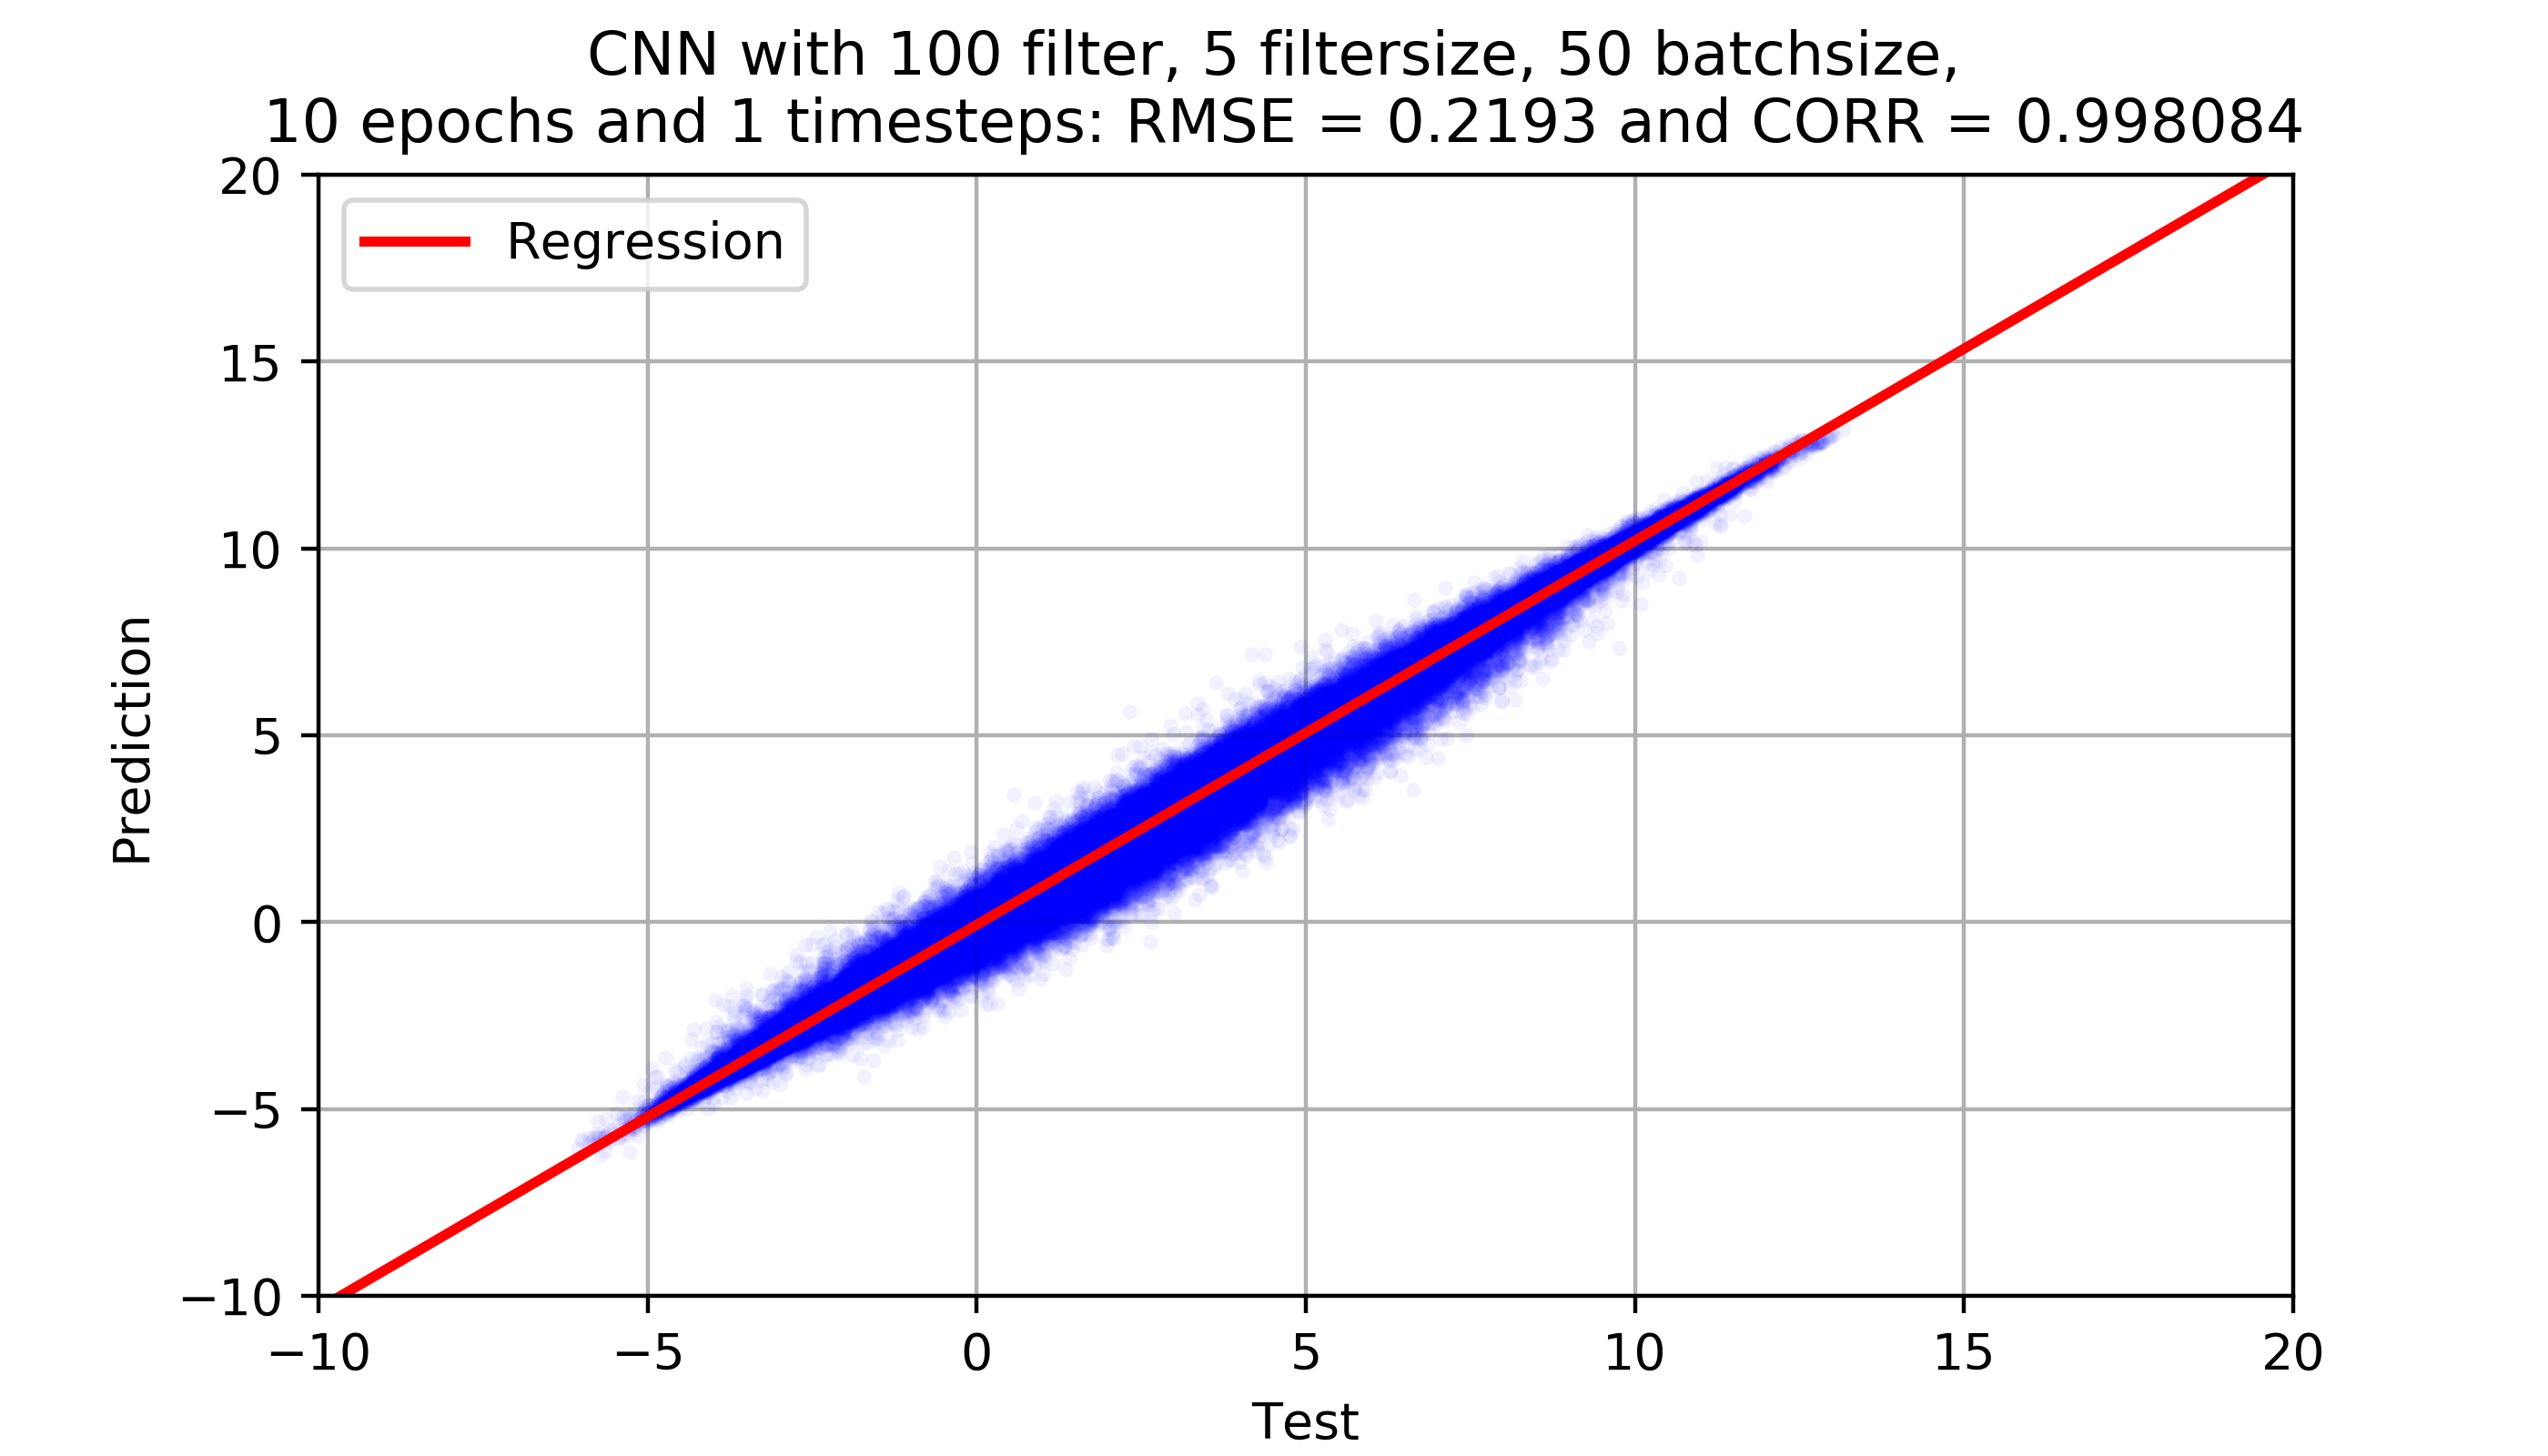 CNN with 100 filter, 5 filtersize, 50 batchsize,
10 epochs and 1 timesteps: RMSE = 0.2193 and CORR = 0.998084
Regression
20
15
10
5
0
−5
−10
Prediction
−10 −5 0 5 10 15 20
Test